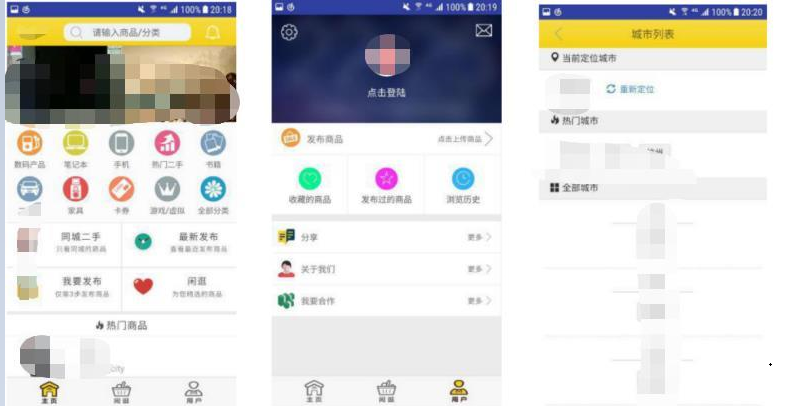 20:18
100%
请输入商品/分类
数码产品 笔记本 手机 热门二手 书籍
家具 卡券 游戏/虚拟 全部分类
同城二手 最新发布
只看同城的商品 查看最近发布商品
我要发布 闲逛
仅需3步发布商品 为您精选的商品
热门商品
city
主页 闲逛 用户
100% 20:19
点击登陆
发布商品 点击上传商品
收藏的商品 发布过的商品 浏览历史
分享 更多
关于我们 更多
我要合作 更多
主页 闲逛 用户
100% 20:20
城市列表
当前定位城市
重新定位
热门城市
全部城市